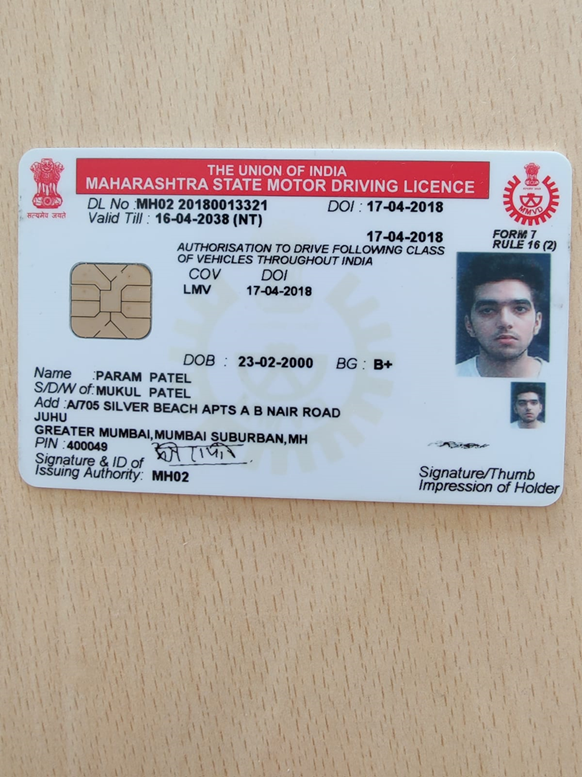 THE UNION OF INDIA
MAHARASHTRA STATE MOTOR DRIVING LICENCE
सत्यमेव जयते
MMVD
DL No :MH02 20180013321 DOI : 17-04-2018
Valid Till : 16-04-2038 (NT)
17-04-2018
FORM 7
RULE 16 (2)
AUTHORISATION TO DRIVE FOLLOWING CLASS
OF VEHICLES THROUGHOUT INDIA
COV DOI
LMV 17-04-2018
DOB : 23-02-2000 BG : B+
Name :PARAM PATEL
S/D/W of:MUKUL PATEL
Add :A/705 SILVER BEACH APTS A B NAIR ROAD
JUHU
GREATER MUMBAI,MUMBAI SUBURBAN,MH
PIN :400049
Signature & ID of
Issuing Authority: MH02
Signature/Thumb
Impression of Holder